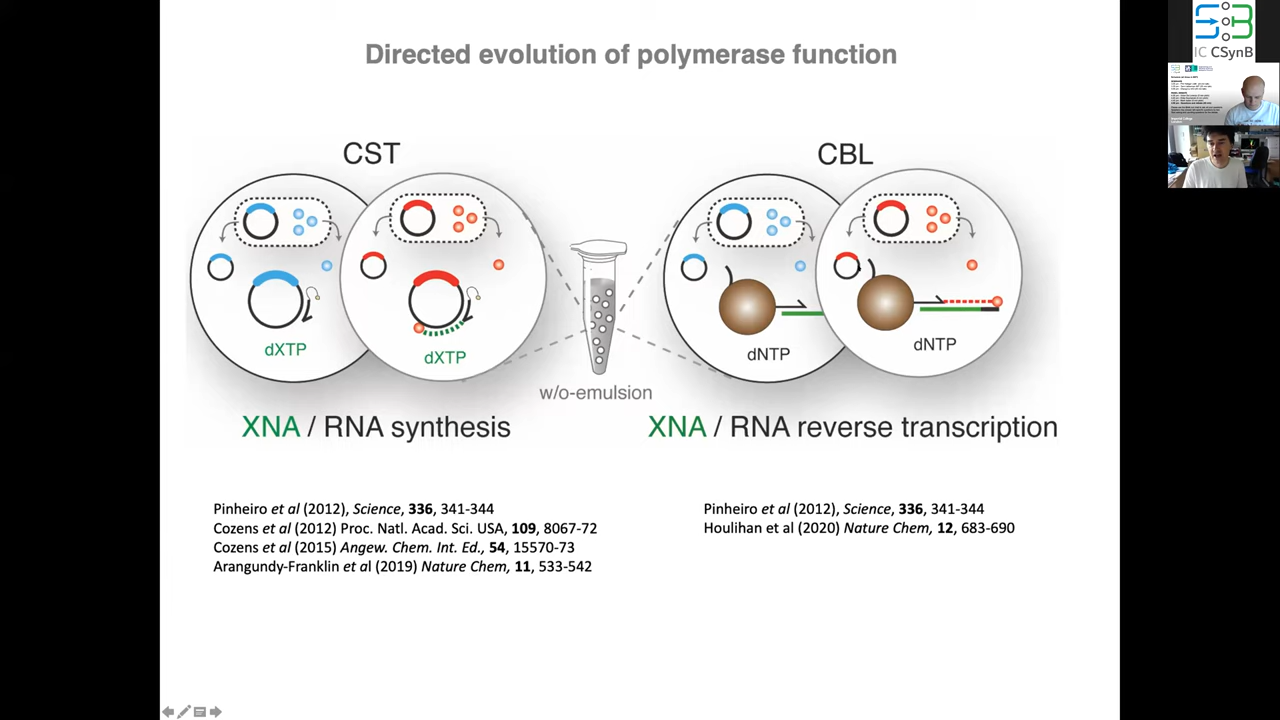 Directed evolution of polymerase function
CST
CBL
dXTP
dXTP
dNTP
dNTP
w/o-emulsion
XNA / RNA synthesis
XNA / RNA reverse transcription
Pinheiro et al (2012), Science, 336, 341-344
Cozens et al (2012) Proc. Natl. Acad. Sci. USA, 109, 8067-72
Cozens et al (2015) Angew. Chem. Int. Ed., 54, 15570-73
Arangundy-Franklin et al (2019) Nature Chem, 11, 533-542
Pinheiro et al (2012), Science, 336, 341-344
Houlihan et al (2020) Nature Chem, 12, 683-690
IC CSynB